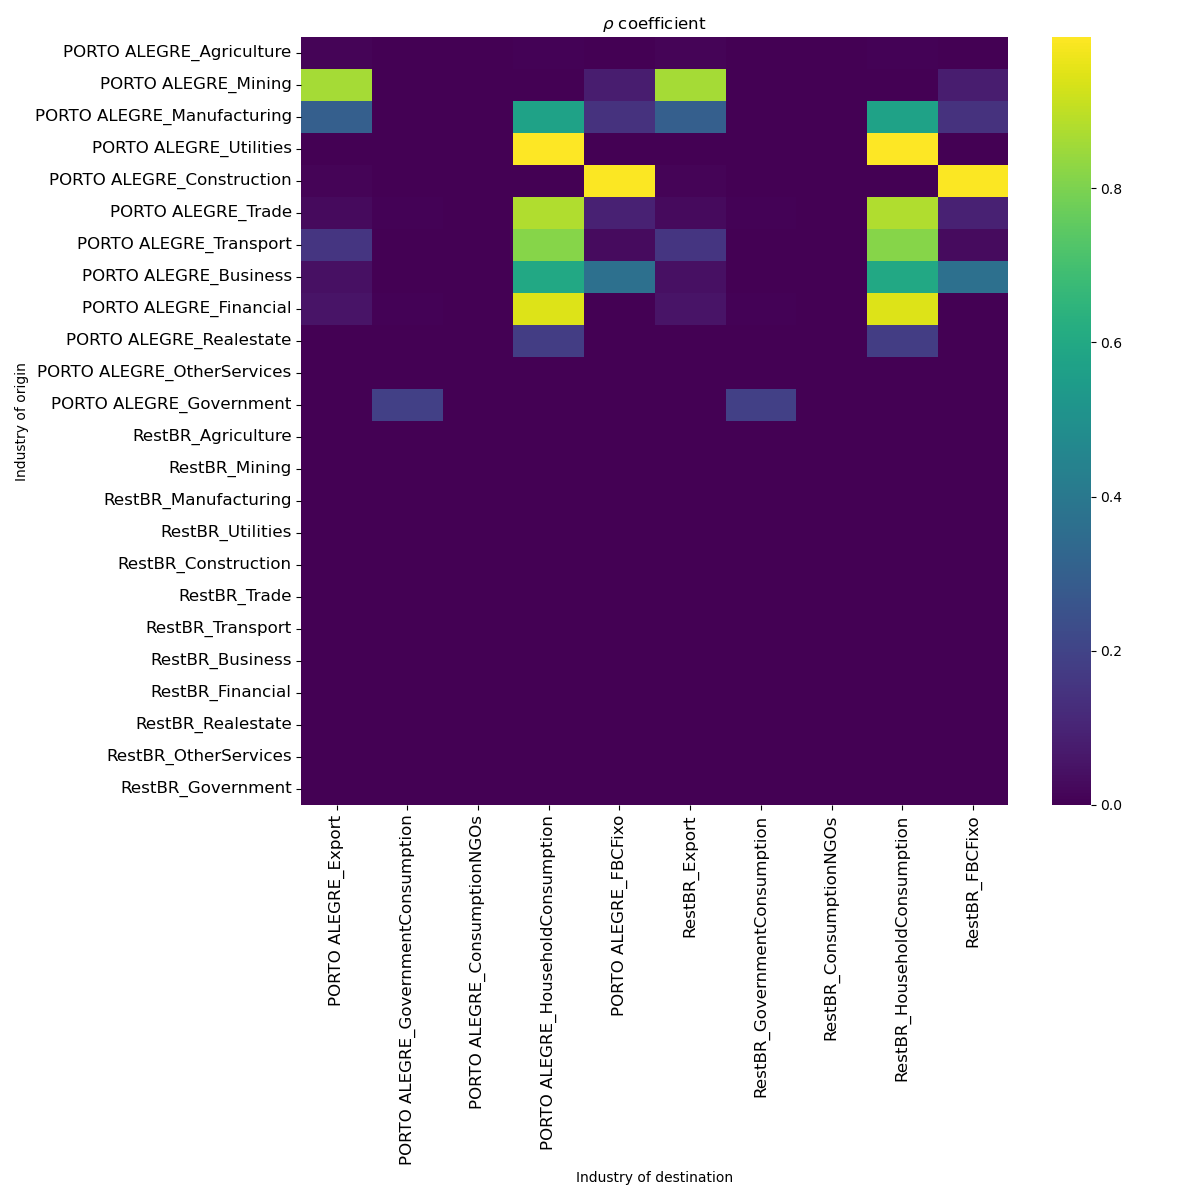 ρ coefficient
PORTO ALEGRE_Agriculture
PORTO ALEGRE_Mining
PORTO ALEGRE_Manufacturing
PORTO ALEGRE_Utilities
PORTO ALEGRE_Construction
PORTO ALEGRE_Trade
PORTO ALEGRE_Transport
PORTO ALEGRE_Business
PORTO ALEGRE_Financial
PORTO ALEGRE_Realestate
PORTO ALEGRE_OtherServices
PORTO ALEGRE_Government
RestBR_Agriculture
RestBR_Mining
RestBR_Manufacturing
RestBR_Utilities
RestBR_Construction
RestBR_Trade
RestBR_Transport
RestBR_Business
RestBR_Financial
RestBR_Realestate
RestBR_OtherServices
RestBR_Government
Industry of origin
PORTO ALEGRE_Export
PORTO ALEGRE_GovernmentConsumption
PORTO ALEGRE_ConsumptionNGOs
PORTO ALEGRE_HouseholdConsumption
PORTO ALEGRE_FBCFixo
RestBR_Export
RestBR_GovernmentConsumption
RestBR_ConsumptionNGOs
RestBR_HouseholdConsumption
RestBR_FBCFixo
Industry of destination
0.8
0.6
0.4
0.2
0.0